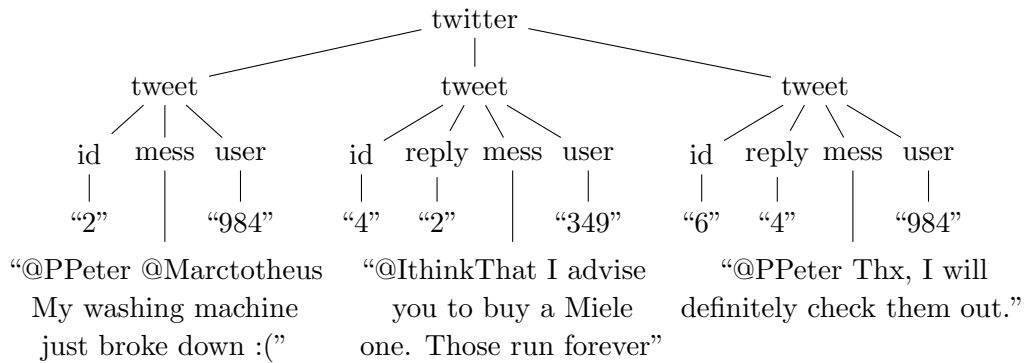 twitter
tweet tweet tweet
id mess user id reply mess user id reply mess user
“2” “984” “4” “2” “349” “6” “4” “984”
“@PPeter @Marctotheus
My washing machine
just broke down :(”
“@IthinkThat I advise
you to buy a Miele
one. Those run forever”
“@PPeter Thx, I will
definitely check them out.”